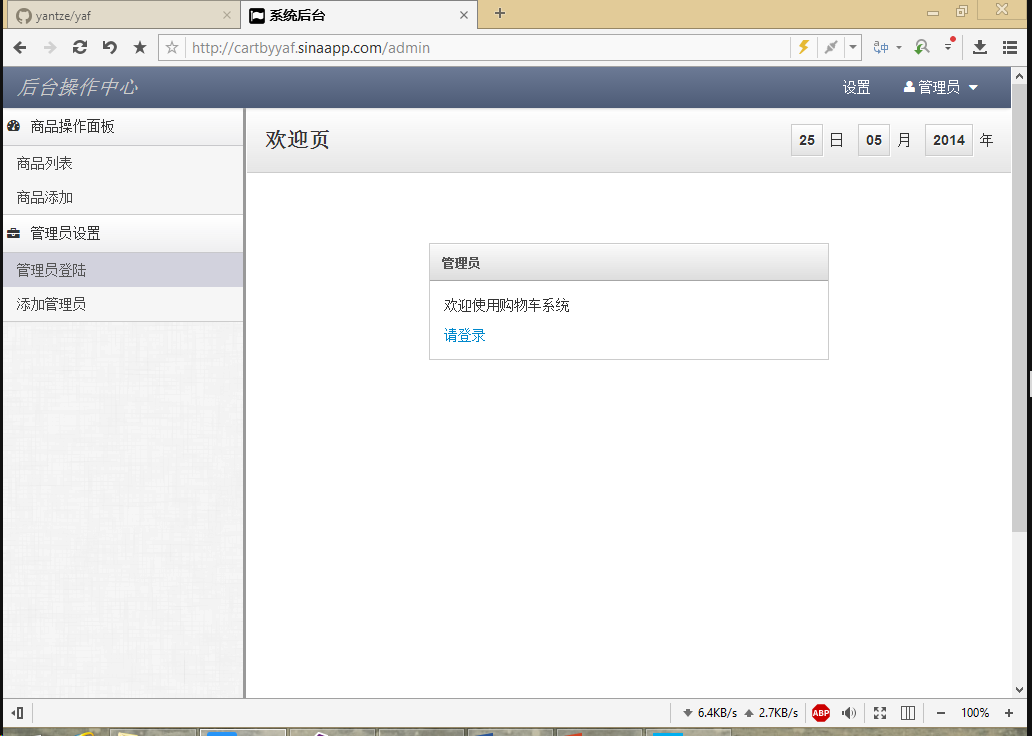 yantze/yaf
系统后台
http://cartbyyaf.sinaapp.com/admin
后台操作中心
设置
管理员
商品操作面板
商品列表
商品添加
管理员设置
管理员登陆
添加管理员
欢迎页
25 日 05 月 2014 年
管理员
欢迎使用购物车系统
请登录
6.4KB/s 2.7KB/s ABP 100%